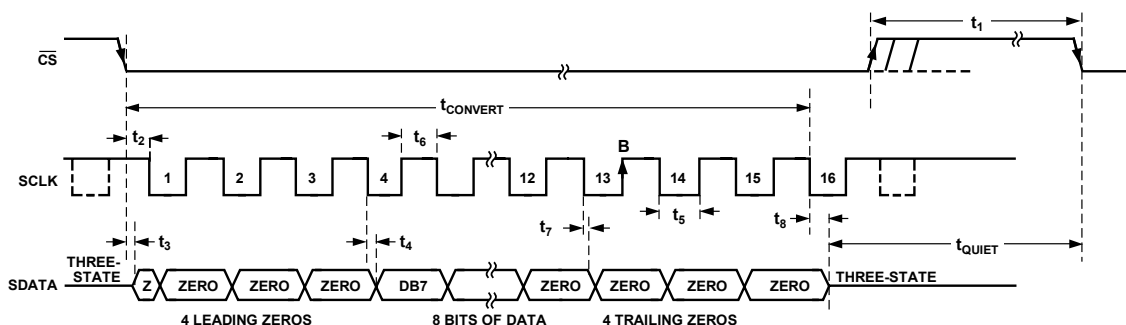 t1
CS
tCONVERT
t2
t6
B
SCLK
1 2 3 4 12 13 14 15 16
t3
t4
t7
t5
t8
tQUIET
THREE-
STATE
THREE-STATE
SDATA
Z ZERO ZERO ZERO DB7 ZERO ZERO ZERO ZERO
4 LEADING ZEROS 8 BITS OF DATA 4 TRAILING ZEROS